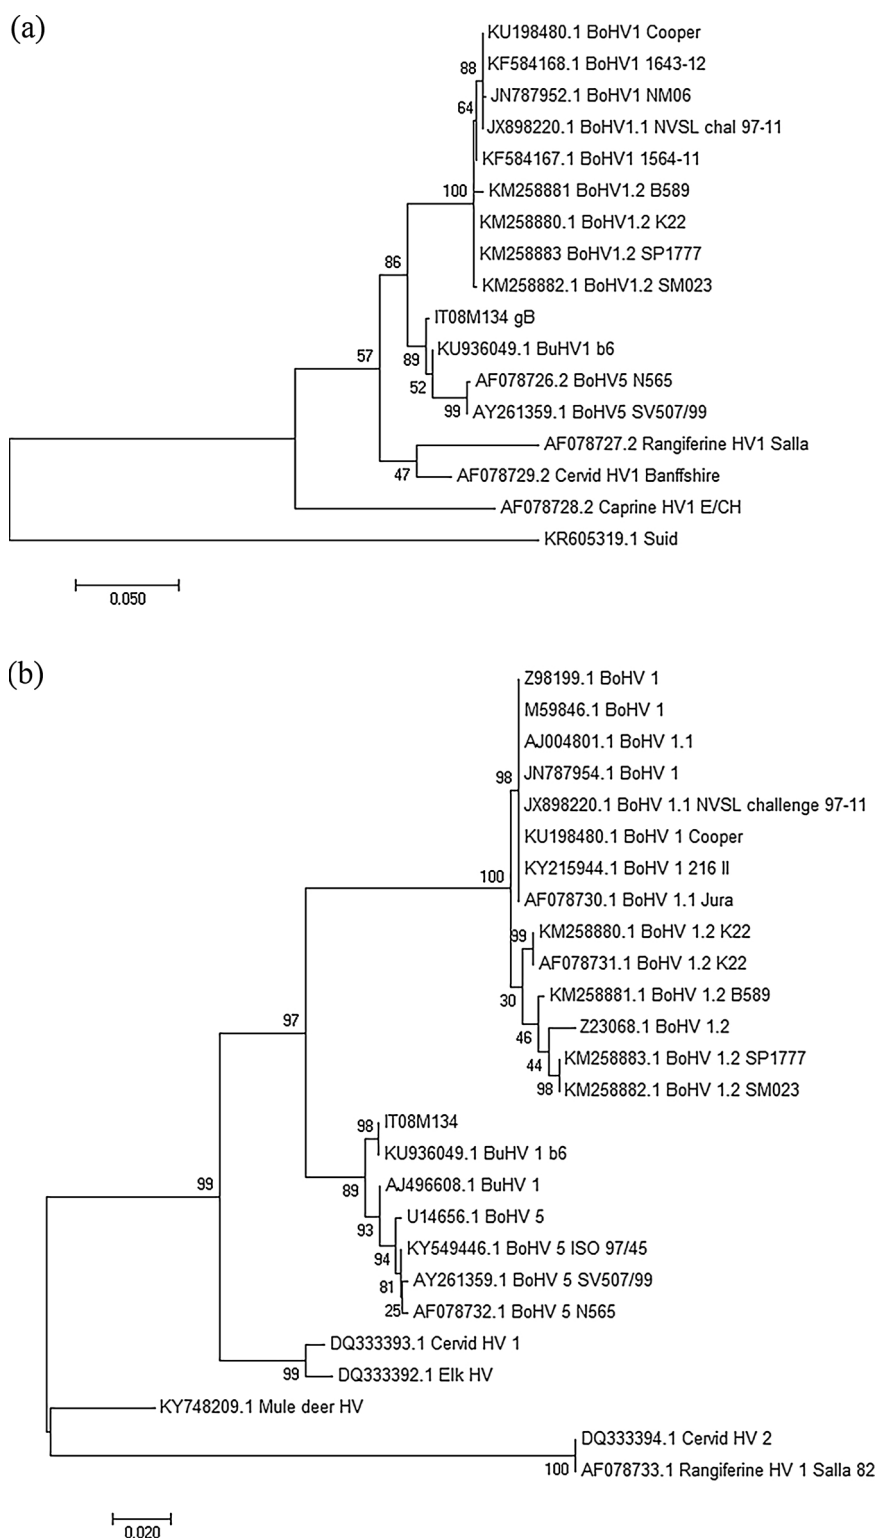 (a)
KU198480.1 BoHV1 Cooper
KF584168.1 BoHV1 1643-12
88
JN787952.1 BoHV1 NM06
64
JX898220.1 BoHV1.1 NVSL chal 97-11
KF584167.1 BoHV1 1564-11
100
KM258881 BoHV1.2 B589
KM258880.1 BoHV1.2 K22
KM258883 BoHV1.2 SP1777
86
KM258882.1 BoHV1.2 SM023
IT08M134 gB
57
89
KU936049.1 BuHV1 b6
52
AF078726.2 BoHV5 N565
99
AY261359.1 BoHV5 SV507/99
AF078727.2 Rangiferine HV1 Salla
47
AF078729.2 Cervid HV1 Banffshire
AF078728.2 Caprine HV1 E/CH
KR605319.1 Suid
0.050
(b)
Z98199.1 BoHV 1
M59846.1 BoHV 1
AJ004801.1 BoHV 1.1
98
JN787954.1 BoHV 1
JX898220.1 BoHV 1.1 NVSL challenge 97-11
KU198480.1 BoHV 1 Cooper
KY215944.1 BoHV 1 216 II
100
AF078730.1 BoHV 1.1 Jura
99
KM258880.1 BoHV 1.2 K22
AF078731.1 BoHV 1.2 K22
30
KM258881.1 BoHV 1.2 B589
97
46
Z23068.1 BoHV 1.2
44
KM258883.1 BoHV 1.2 SP1777
98
KM258882.1 BoHV 1.2 SM023
98
IT08M134
KU936049.1 BuHV 1 b6
99
89
AJ496608.1 BuHV 1
93
U14656.1 BoHV 5
94
KY549446.1 BoHV 5 ISO 97/45
81
AY261359.1 BoHV 5 SV507/99
25
AF078732.1 BoHV 5 N565
DQ333393.1 Cervid HV 1
99
DQ333392.1 Elk HV
KY748209.1 Mule deer HV
DQ333394.1 Cervid HV 2
100
AF078733.1 Rangiferine HV 1 Salla 82
0.020